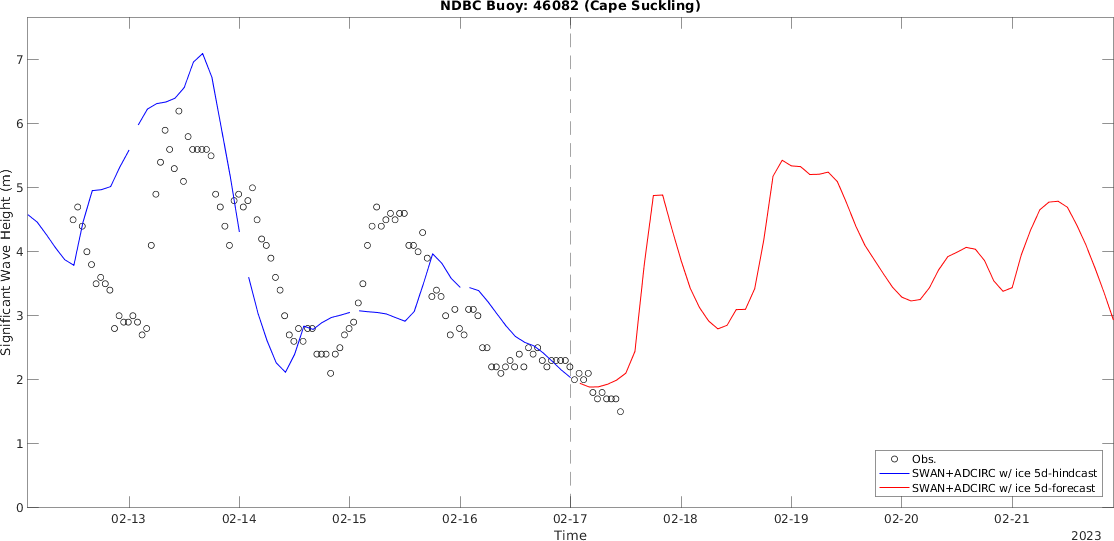 NDBC Buoy: 46082 (Cape Suckling)
Significant Wave Height (m)
7
6
5
4
3
2
1
0
Obs.
SWAN+ADCIRC w/ ice 5d-hindcast
SWAN+ADCIRC w/ ice 5d-forecast
02-13 02-14 02-15 02-16 02-17 02-18 02-19 02-20 02-21
Time
2023